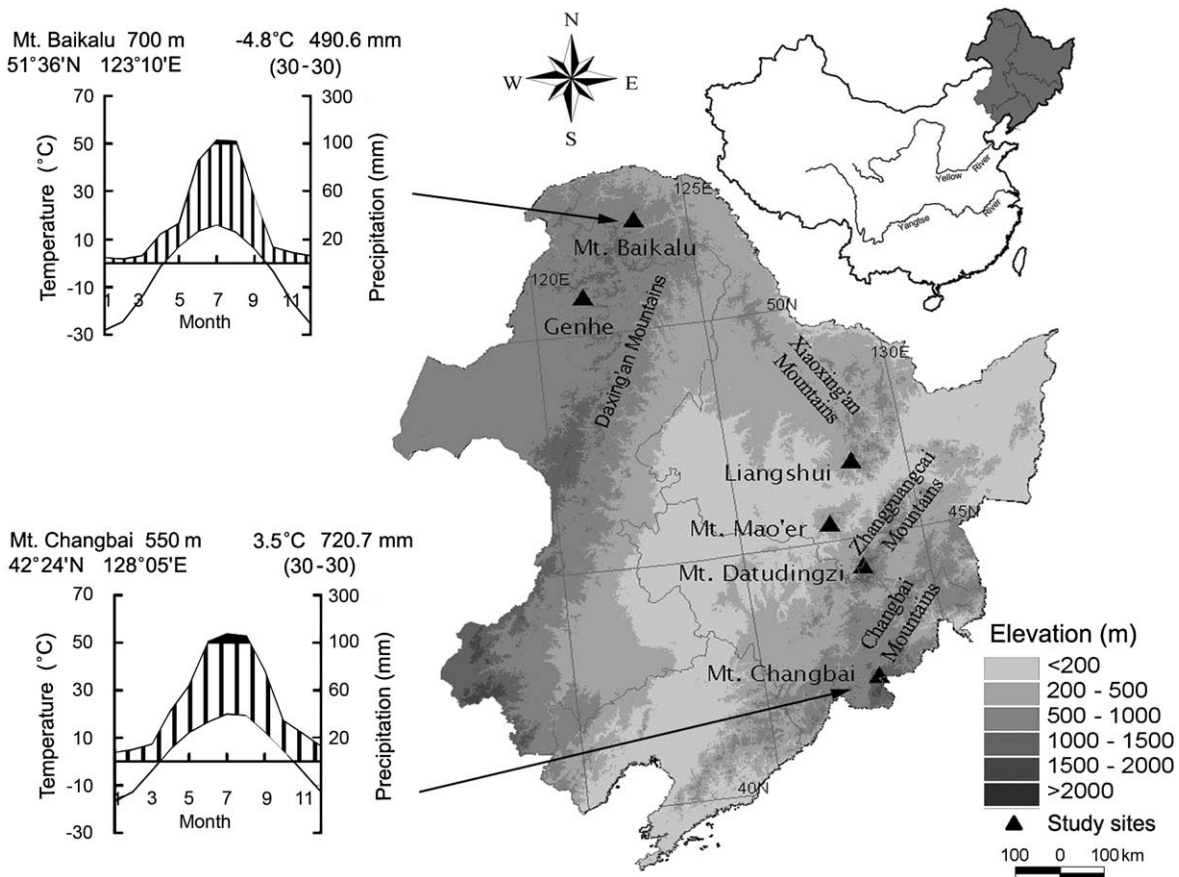 Mt. Baikalu 700 m -4.8°C 490.6 mm
51°36'N 123°10'E (30-30)
70 300
50 100
30 60
10 20
-10
-30
Temperature (°C)
Precipitation (mm)
1 3 5 7 9 11
Month
Mt. Changbai 550 m 3.5°C 720.7 mm
42°24'N 128°05'E (30-30)
70 300
50 100
30 60
10 20
-10
-30
Temperature (°C)
Precipitation (mm)
1 3 5 7 9 11
Month
N
W E
S
Yellow River
Yangtse River
125E
Mt. Baikalu
120E
Genhe
Daxing'an Mountains
50N
Xiaoxing'an
Mountains
130E
Liangshui
Zhangguangcai
Mountains
45N
Mt. Mao'er
Mt. Datudingzi
Changbai
Mountains
Mt. Changbai
40N
Elevation (m)
<200
200 - 500
500 - 1000
1000 - 1500
1500 - 2000
>2000
Study sites
100 0 100 km